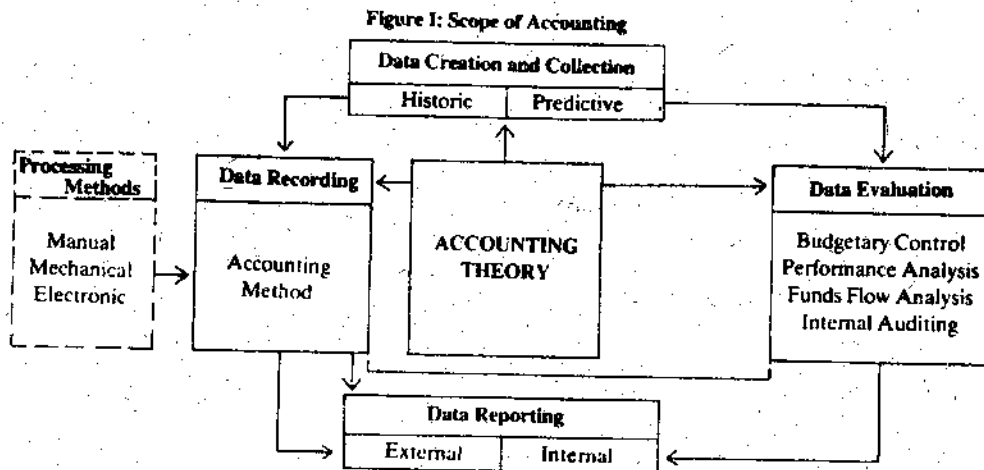 Figure I: Scope of Accounting
Data Creation and Collection
Historic
Predictive
Processing
Methods
Manual
Mechanical
Electronic
Data Recording
Accounting
Method
ACCOUNTING
THEORY
Data Evaluation
Budgetary Control
Performance Analysis
Funds Flow Analysis
Internal Auditing
Data Reporting
External
Internal